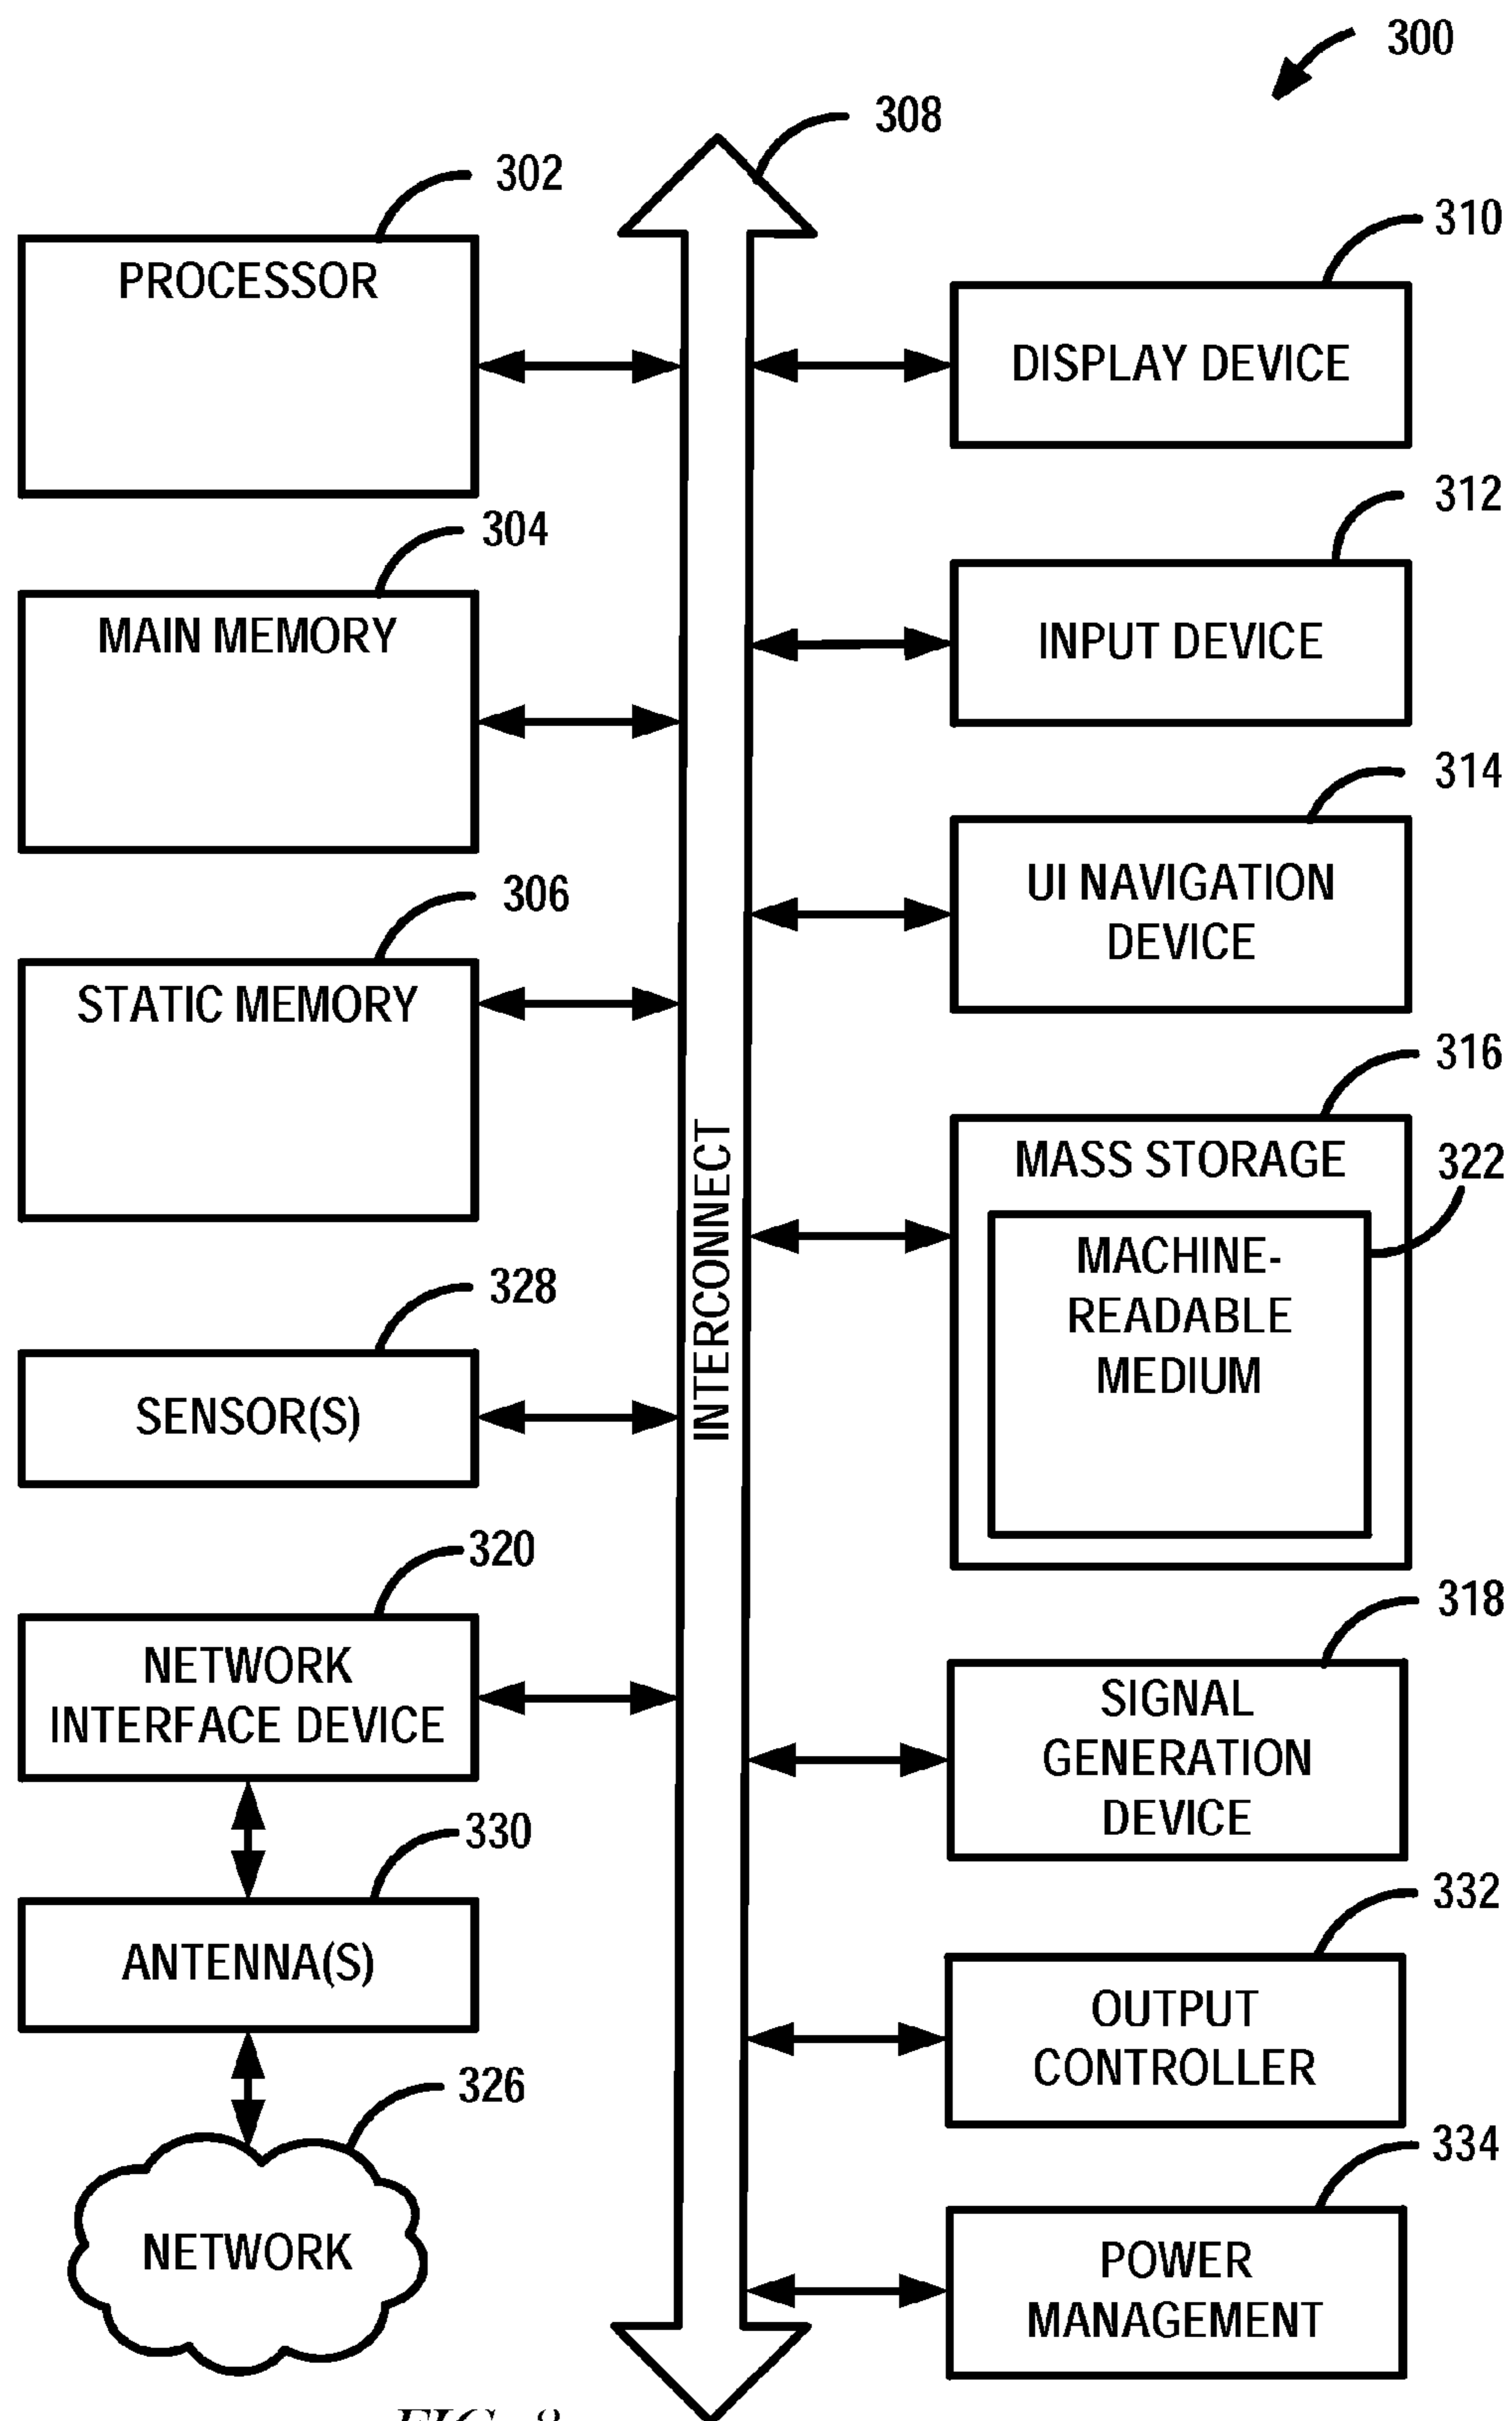 300
308
302
PROCESSOR
310
DISPLAY DEVICE
304
MAIN MEMORY
312
INPUT DEVICE
306
STATIC MEMORY
314
UI NAVIGATION
DEVICE
316
MASS STORAGE
322
MACHINE-
READABLE
MEDIUM
INTERCONNECT
328
SENSOR(S)
320
NETWORK
INTERFACE DEVICE
318
SIGNAL
GENERATION
DEVICE
330
ANTENNA(S)
332
OUTPUT
CONTROLLER
326
NETWORK
334
POWER
MANAGEMENT